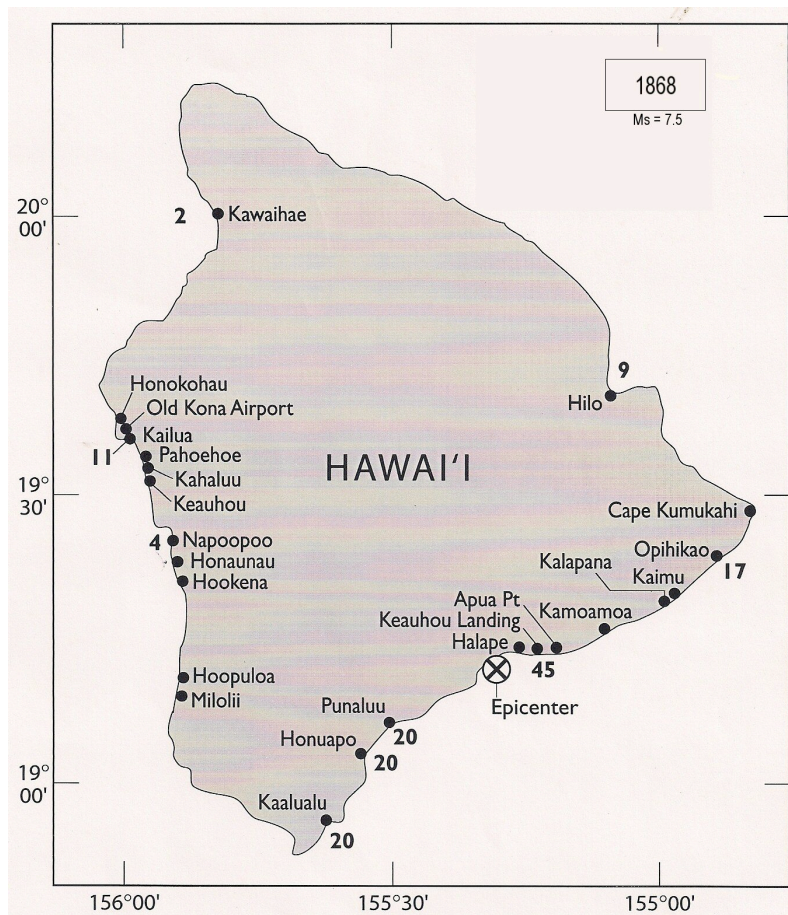 1868
Ms = 7.5
20°
00'
2
Kawaihae
9
Hilo
Honokohau
Old Kona Airport
Kailua
11
Pahoehoe
Kahaluu
Keauhou
HAWAI‘I
19°
30'
Cape Kumukahi
4
Napoopoo
Honaunau
Hookena
Opihikao
17
Kalapana
Kaimu
Apua Pt
Kamoamoa
Keauhou Landing
Halape
45
Epicenter
Hoopuloa
Milolii
Punaluu
20
Honuapo
20
19°
00'
Kaalualu
20
156°00'
155°30'
155°00'